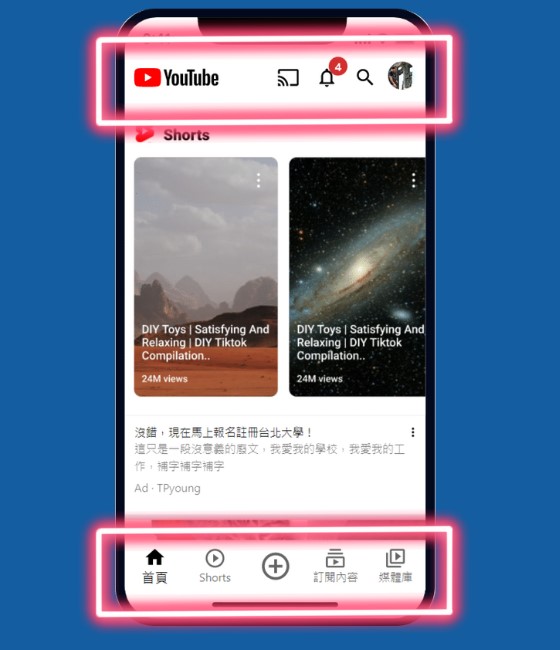 YouTube
4
Shorts
DIY Toys | Satisfying And
Relaxing | DIY Tiktok
Compilation..
24M views
DIY Toys | Satisfying And
Relaxing | DIY Tiktok
Compilation..
24M views
沒錯，現在馬上報名註冊台北大學！
這只是一段沒意義的廢文，我愛我的學校，我愛我的工
作，補字補字補字
Ad · TPyoung
首頁
Shorts
訂閱內容
媒體庫